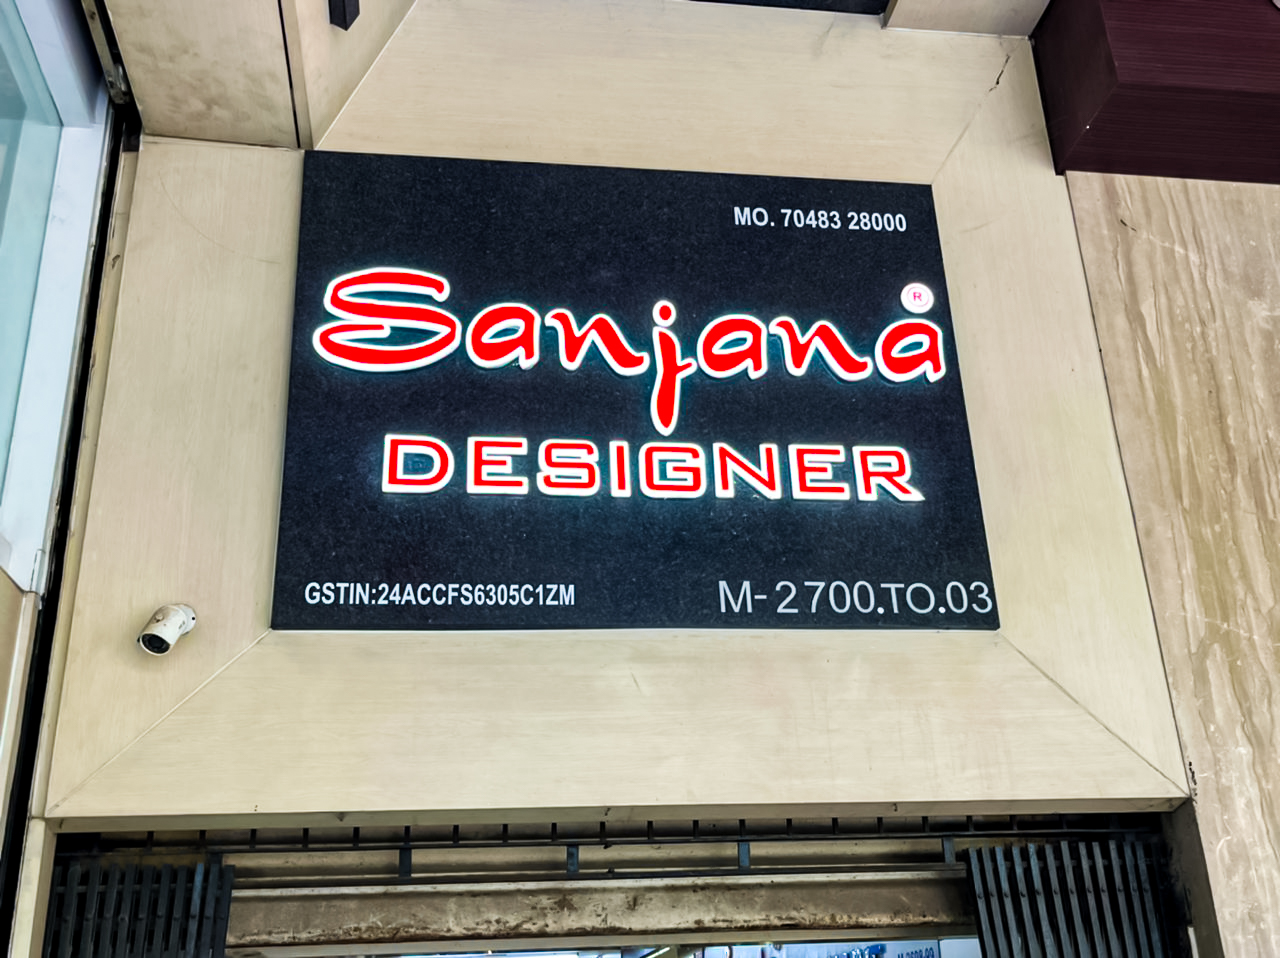 MO. 70483 28000
Sanjana ®
DESIGNER
GSTIN:24ACCFS6305C1ZM
M-2700.TO.03